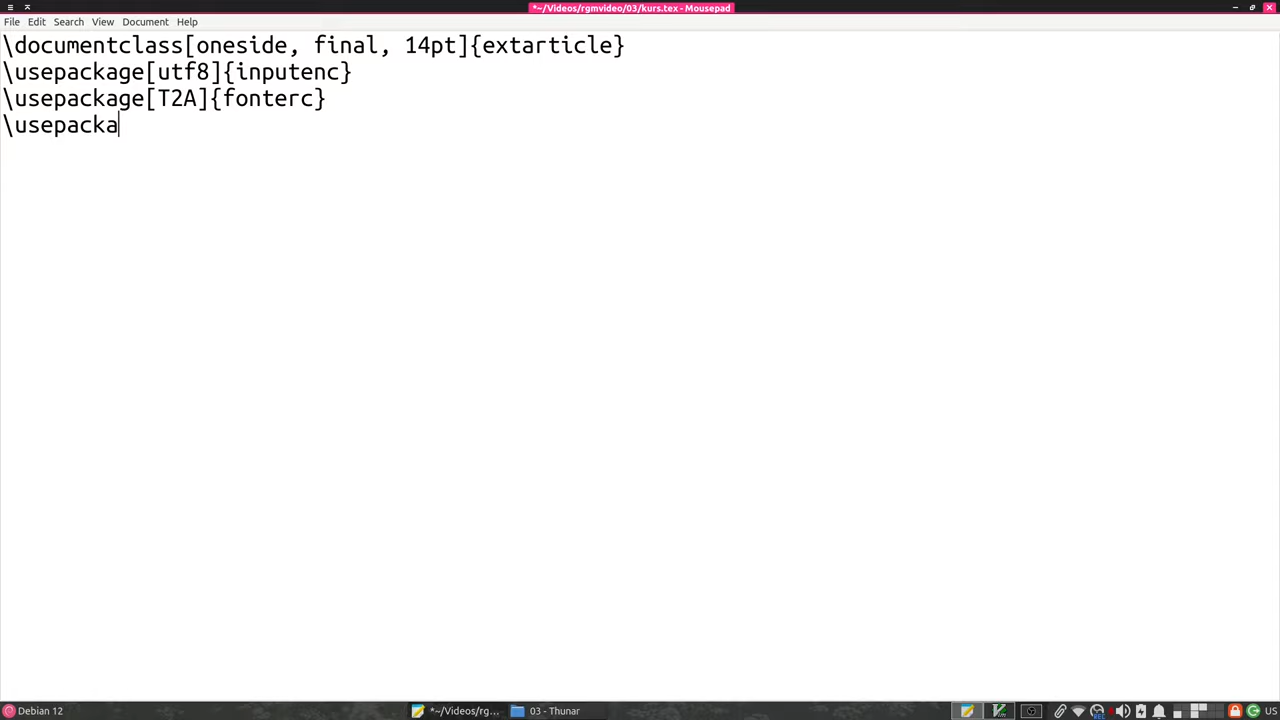 *~/Videos/rgmvideo/03/kurs.tex - Mousepad
File Edit Search View Document Help
\documentclass[oneside, final, 14pt]{extarticle}
\usepackage[utf8]{inputenc}
\usepackage[T2A]{fonterc}
\usepacka
Debian 12 *~/Videos/rg... 03 - Thunar US